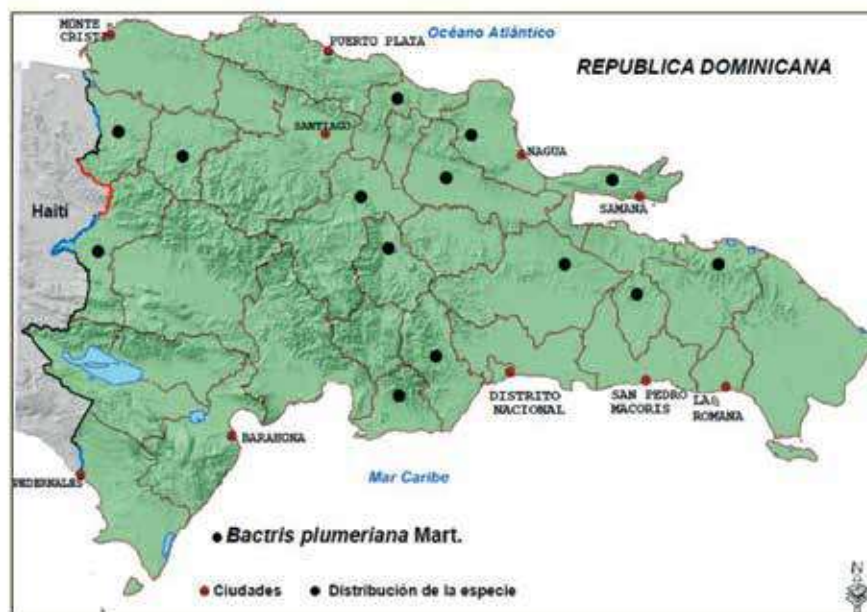 MONTE
CRISTI
PUERTO PLATA
Océano Atlántico
REPUBLICA DOMINICANA
SANTIAGO
NAGUA
Haití
SAMANA
DISTRITO
NACIONAL
SAN PEDRO
MACORIS
LA
ROMANA
BARAHONA
Mar Caribe
PEDERNALES
Bactris plumeriana Mart.
Ciudades
Distribución de la especie
N